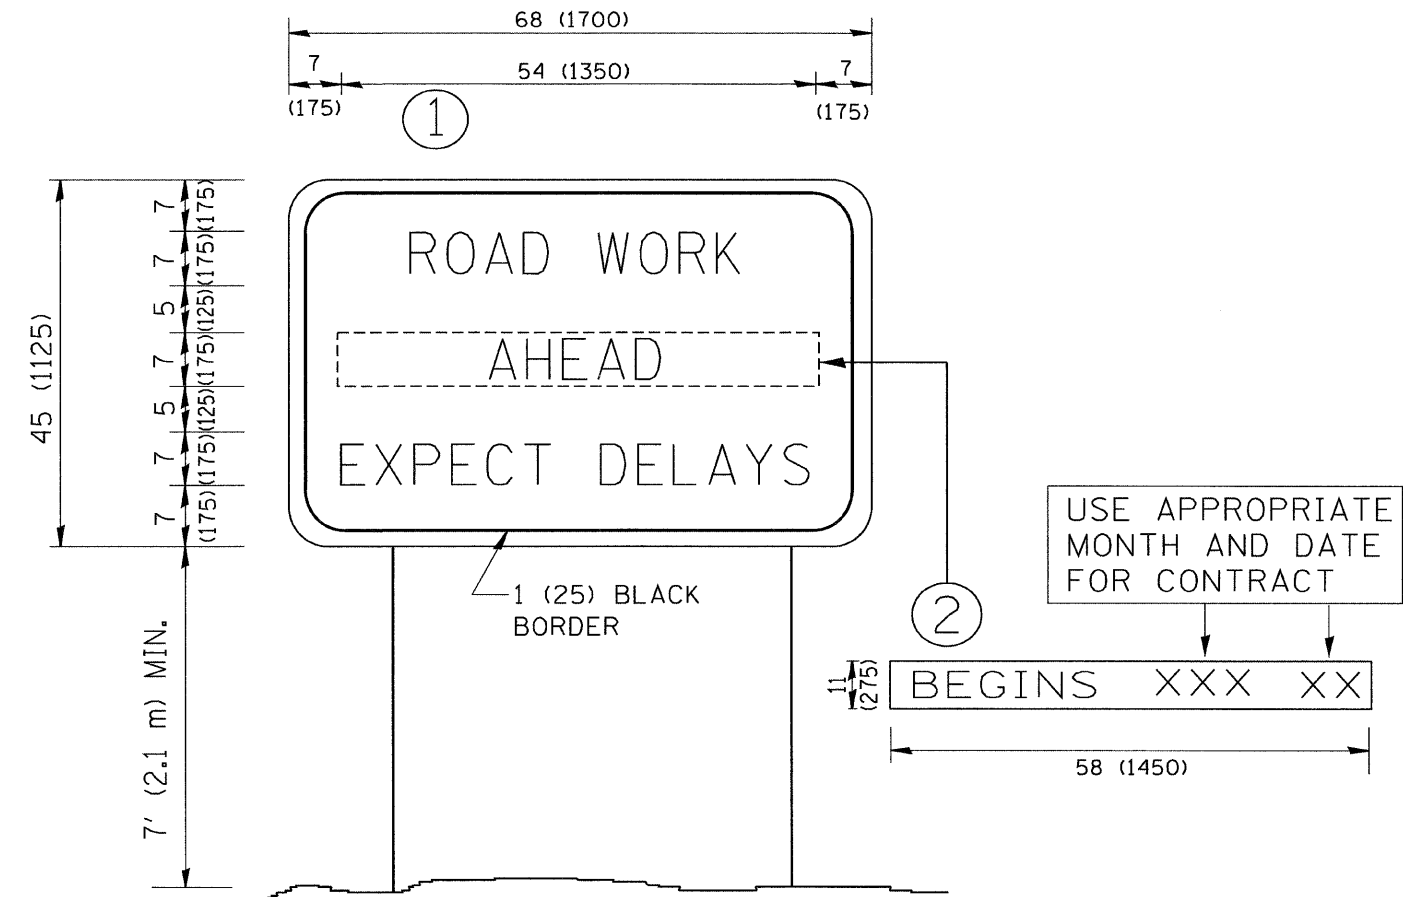 68 (1700)
7 54 (1350) 7
(175) (175)
1
45 (1125)
7 (175)
7 (175)
5 (125)
7 (175)
5 (125)
7 (175)
7 (175)
7' (2.1 m) MIN.
ROAD WORK
AHEAD
EXPECT DELAYS
1 (25) BLACK
BORDER
USE APPROPRIATE
MONTH AND DATE
FOR CONTRACT
2
11
(275)
BEGINS XXX XX
58 (1450)